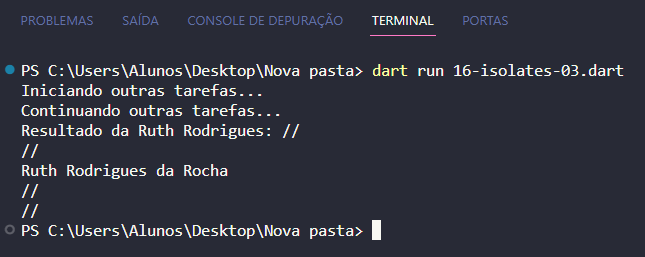 PROBLEMAS SAÍDA CONSOLE DE DEPURAÇÃO TERMINAL PORTAS
PS C:\Users\Alunos\Desktop\Nova pasta> dart run 16-isolates-03.dart
Iniciando outras tarefas...
Continuando outras tarefas...
Resultado da Ruth Rodrigues: //
//
Ruth Rodrigues da Rocha
//
//
PS C:\Users\Alunos\Desktop\Nova pasta>